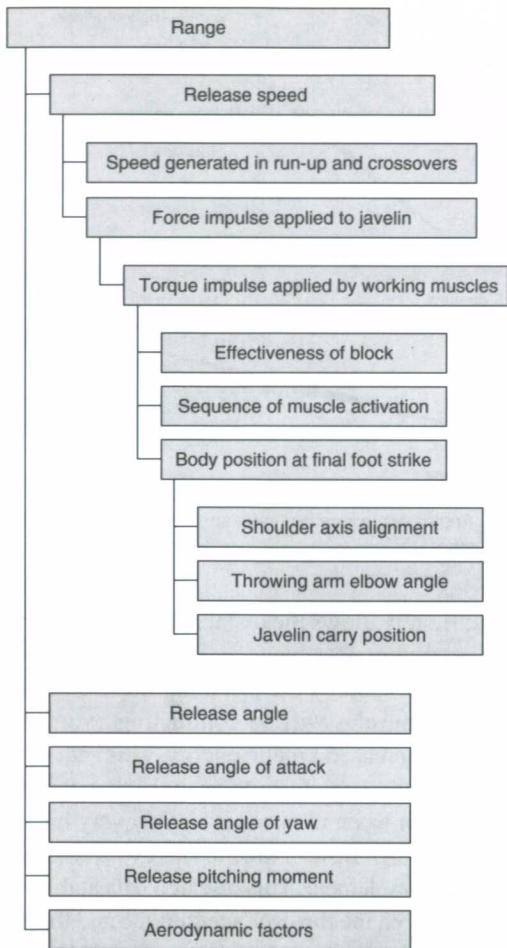 Range
Release speed
Speed generated in run-up and crossovers
Force impulse applied to javelin
Torque impulse applied by working muscles
Effectiveness of block
Sequence of muscle activation
Body position at final foot strike
Shoulder axis alignment
Throwing arm elbow angle
Javelin carry position
Release angle
Release angle of attack
Release angle of yaw
Release pitching moment
Aerodynamic factors